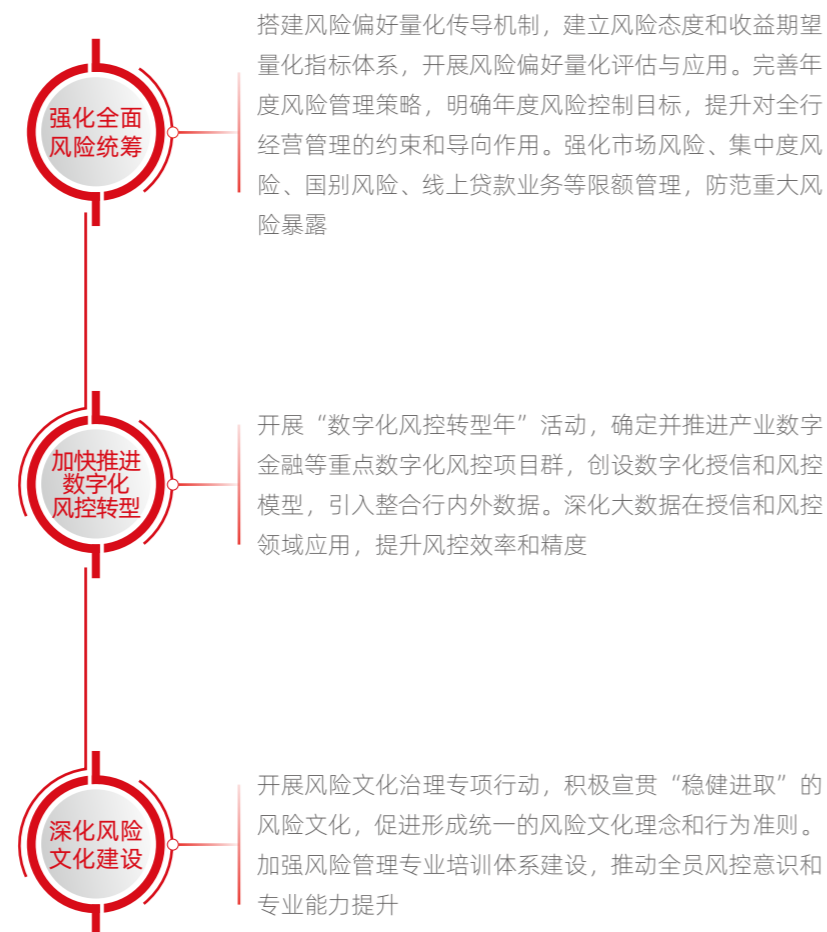 强化全面
风险统筹
搭建风险偏好量化传导机制，建立风险态度和收益期望
量化指标体系，开展风险偏好量化评估与应用。完善年
度风险管理策略，明确年度风险控制目标，提升对全行
经营管理的约束和导向作用。强化市场风险、集中度风
险、国别风险、线上贷款业务等限额管理，防范重大风
险暴露
加快推进
数字化
风控转型
开展“数字化风控转型年”活动，确定并推进产业数字
金融等重点数字化风控项目群，创设数字化授信和风控
模型，引入整合行内外数据。深化大数据在授信和风控
领域应用，提升风控效率和精度
深化风险
文化建设
开展风险文化治理专项行动，积极宣贯“稳健进取”的
风险文化，促进形成统一的风险文化理念和行为准则。
加强风险管理专业培训体系建设，推动全员风控意识和
专业能力提升